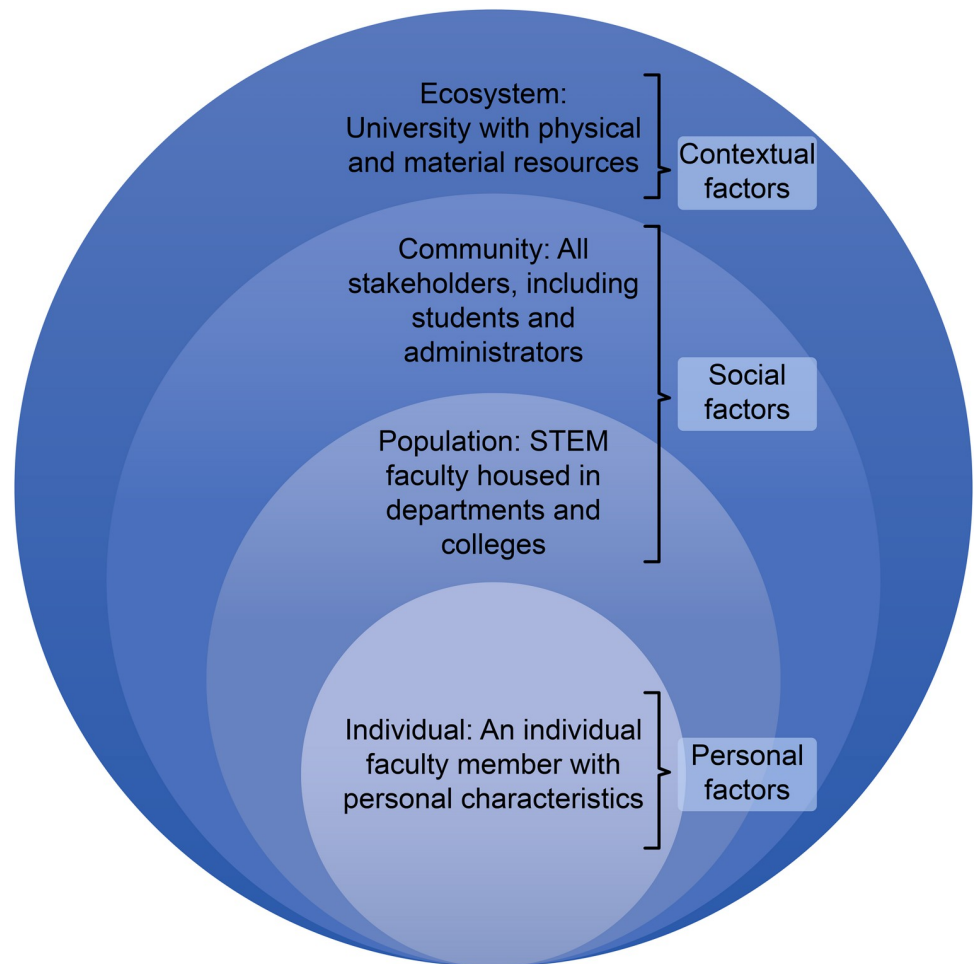 Ecosystem:
University with physical
and material resources
Contextual
factors
Community: All
stakeholders, including
students and
administrators
Social
factors
Population: STEM
faculty housed in
departments and
colleges
Individual: An individual
faculty member with
personal characteristics
Personal
factors